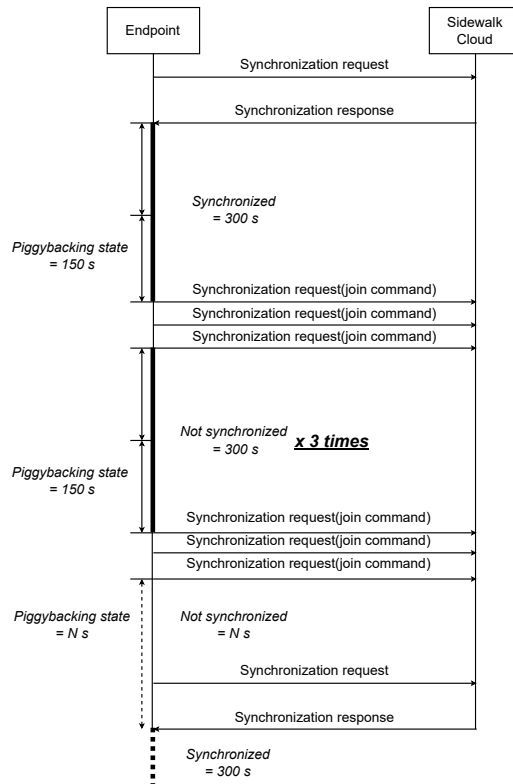 Endpoint
Sidewalk
Cloud
Synchronization request
Synchronization response
Synchronized
= 300 s
Piggybacking state
= 150 s
Synchronization request(join command)
Synchronization request(join command)
Synchronization request(join command)
Not synchronized
= 300 s
x 3 times
Piggybacking state
= 150 s
Synchronization request(join command)
Synchronization request(join command)
Synchronization request(join command)
Piggybacking state
= N s
Not synchronized
= N s
Synchronization request
Synchronization response
Synchronized
= 300 s